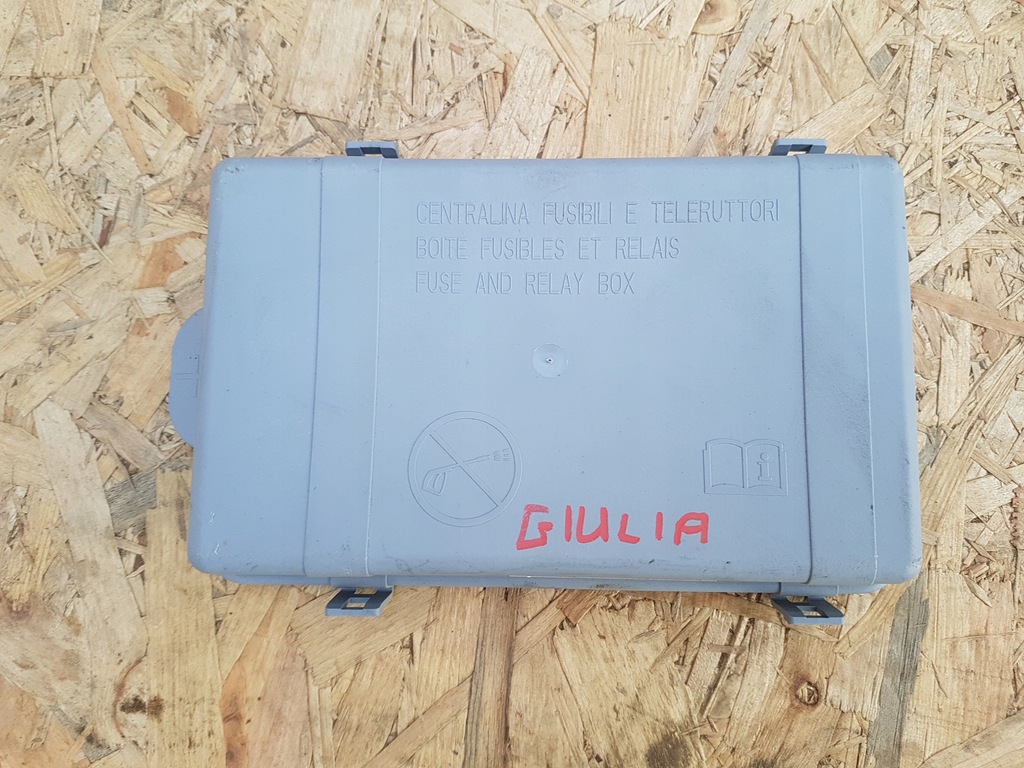 CENTRALINA FUSIBILI E TELERUTTORI
BOITE FUSIBLES ET RELAIS
FUSE AND RELAY BOX
i
GIULIA